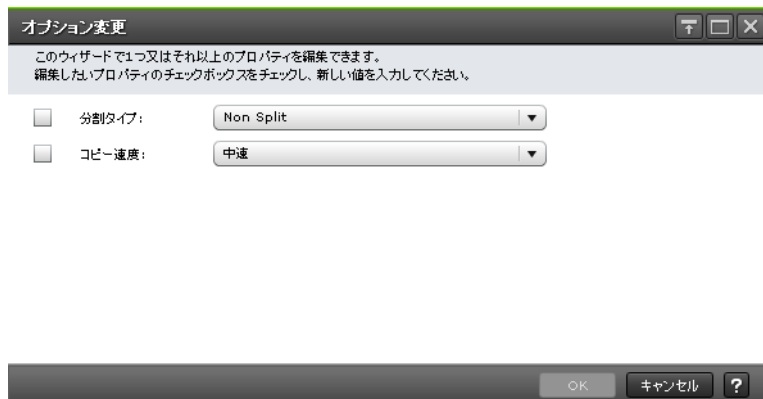 オプション変更
このウィザードで1つ又はそれ以上のプロパティを編集できます。
編集したいプロパティのチェックボックスをチェックし、新しい値を入力してください。
分割タイプ: Non Split
コピー速度: 中速
OK キャンセル ?